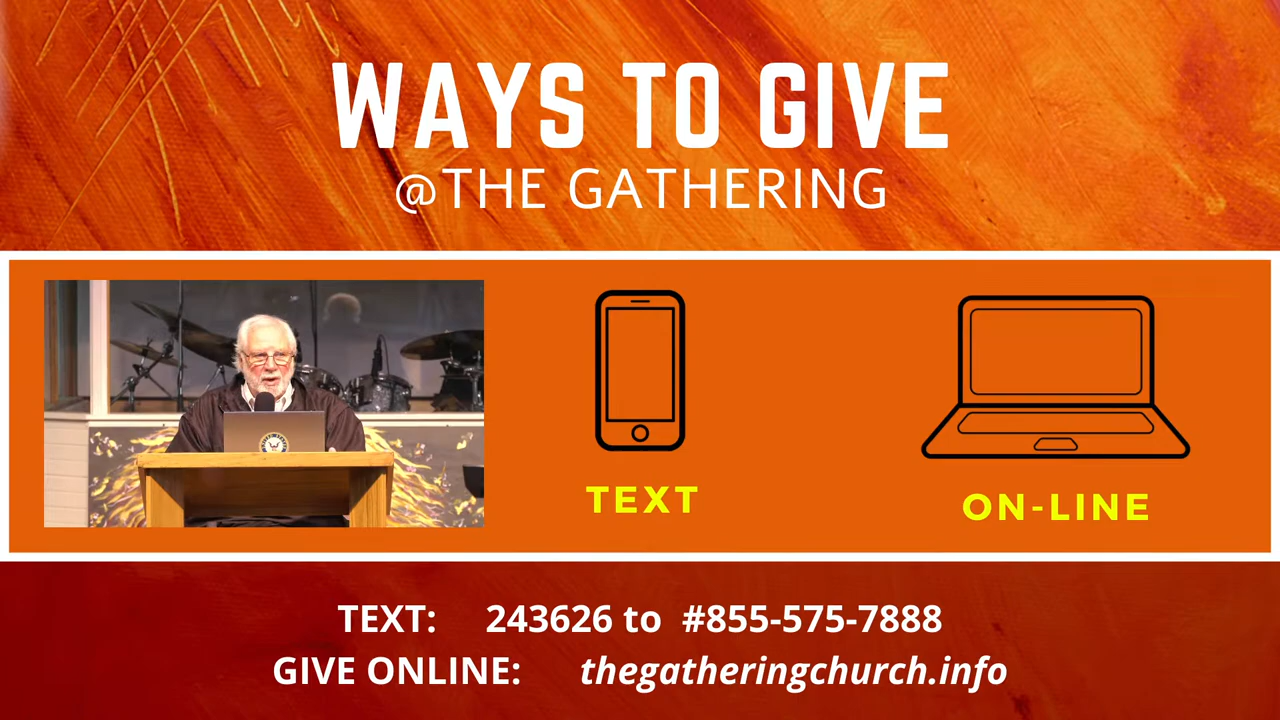 WAYS TO GIVE
@THE GATHERING
TEXT
ON-LINE
TEXT: 243626 to #855-575-7888
GIVE ONLINE: thegatheringchurch.info